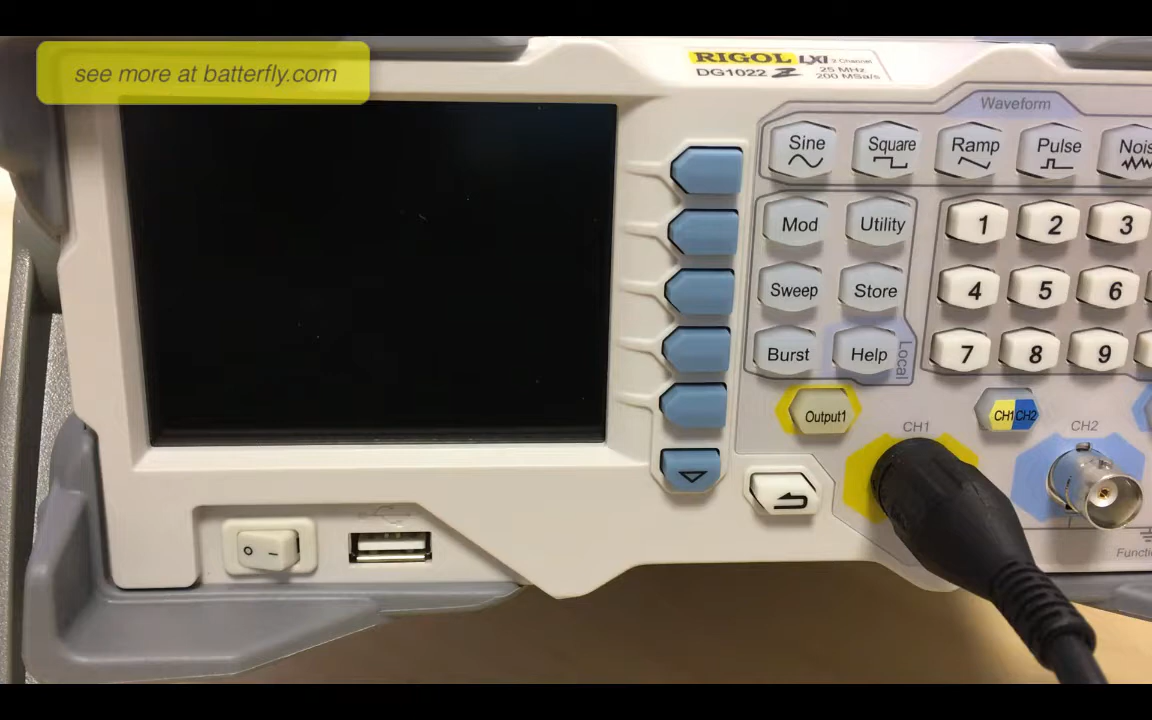 see more at batterfly.com
RIGOL LXI 2 Channel
DG1022 Z 25 MHz
200 MSa/s
Waveform
Sine Square Ramp Pulse
Mod Utility 1 2 3
Sweep Store 4 5 6
Burst Help Local 7 8 9
Output1 CH1 CH2
CH1 CH2